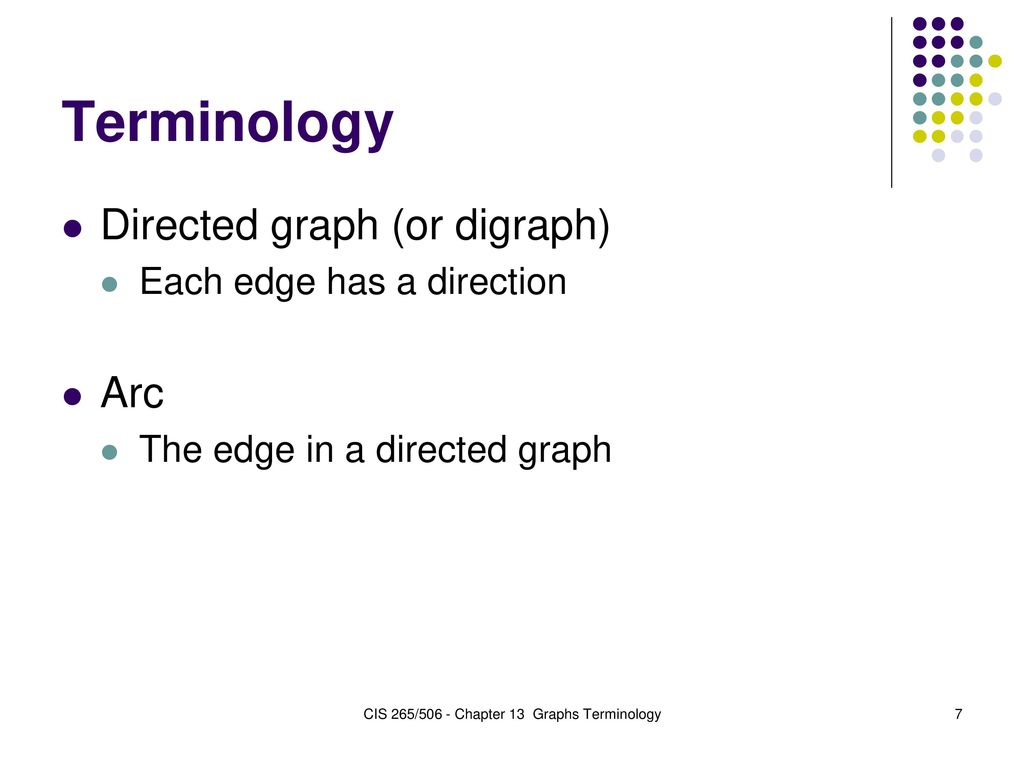 Terminology
Directed graph (or digraph)
Each edge has a direction
Arc
The edge in a directed graph
CIS 265/506 - Chapter 13  Graphs Terminology
7